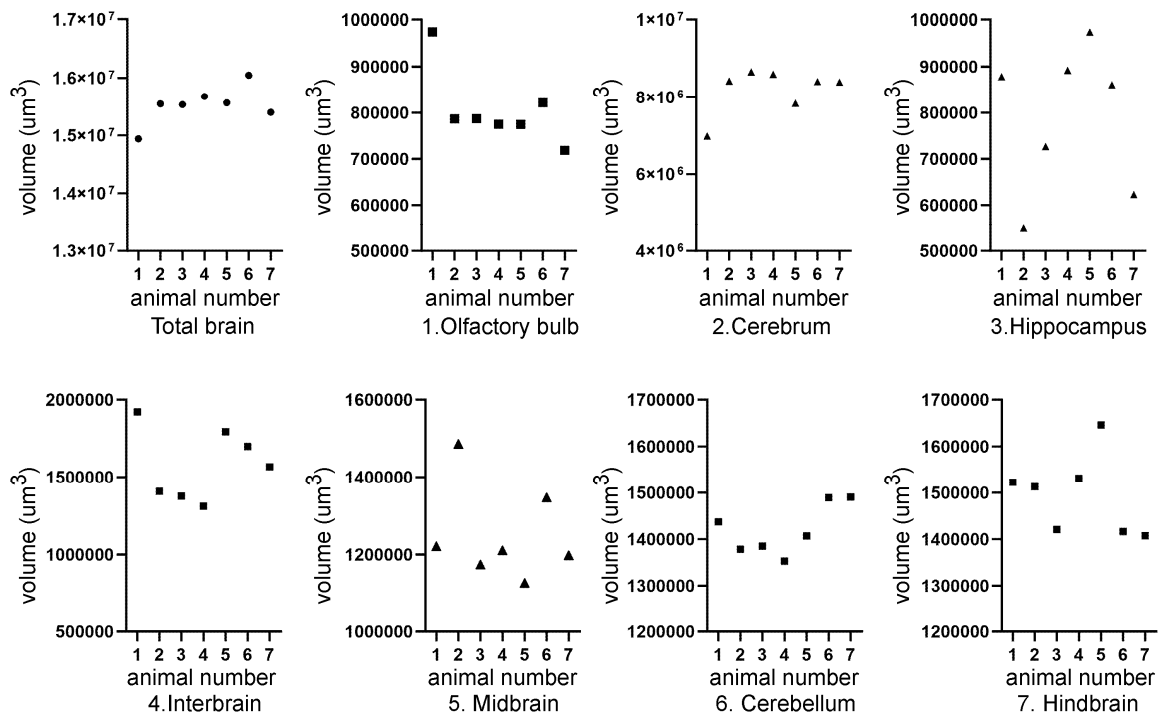 1.7×10⁷
1.6×10⁷
1.5×10⁷
1.4×10⁷
1.3×10⁷
volume (um³)
1 2 3 4 5 6 7
animal number
Total brain
1000000
900000
800000
700000
600000
500000
volume (um³)
1 2 3 4 5 6 7
animal number
1.Olfactory bulb
1×10⁷
8×10⁶
6×10⁶
4×10⁶
volume (um³)
1 2 3 4 5 6 7
animal number
2.Cerebrum
1000000
900000
800000
700000
600000
500000
volume (um³)
1 2 3 4 5 6 7
animal number
3.Hippocampus
2000000
1500000
1000000
500000
volume (um³)
1 2 3 4 5 6 7
animal number
4.Interbrain
1600000
1400000
1200000
1000000
volume (um³)
1 2 3 4 5 6 7
animal number
5. Midbrain
1700000
1600000
1500000
1400000
1300000
1200000
volume (um³)
1 2 3 4 5 6 7
animal number
6. Cerebellum
1700000
1600000
1500000
1400000
1300000
1200000
volume (um³)
1 2 3 4 5 6 7
animal number
7. Hindbrain